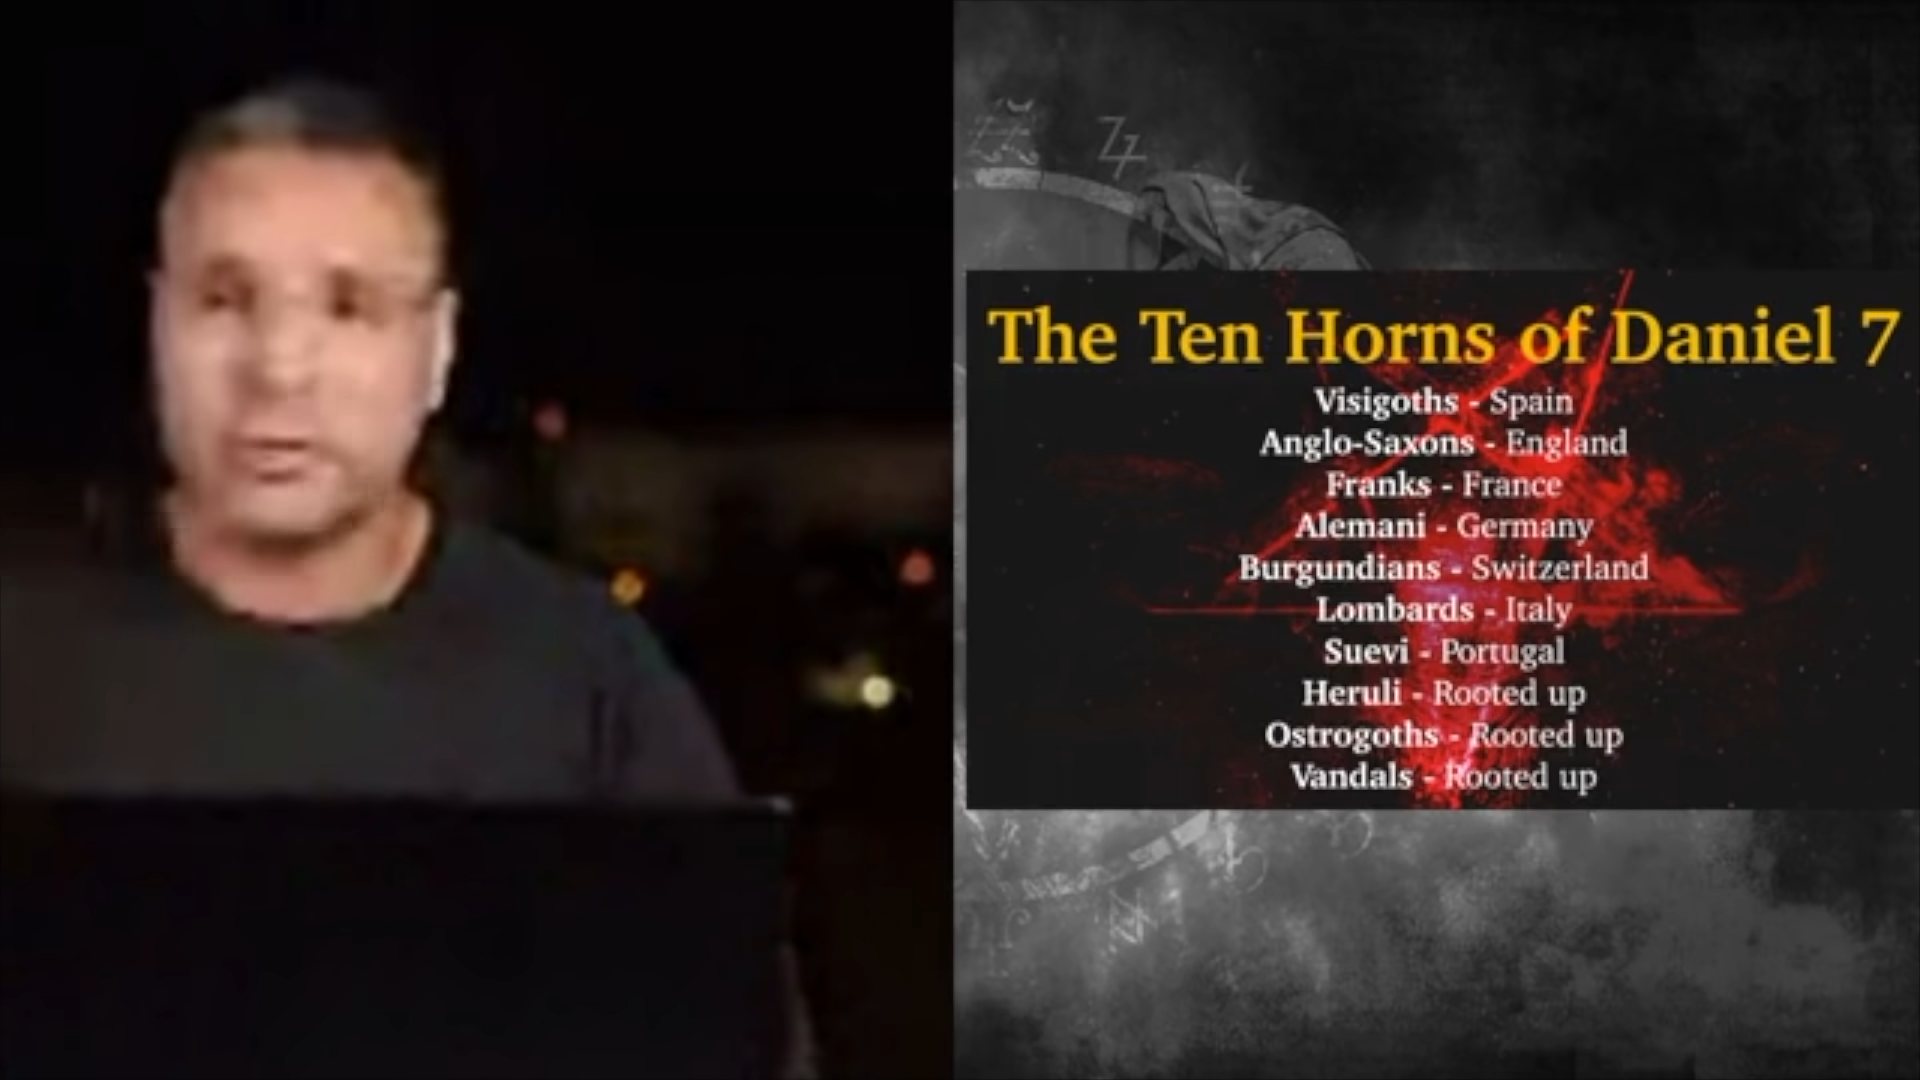 The Ten Horns of Daniel 7
Visigoths - Spain
Anglo-Saxons - England
Franks - France
Alemani - Germany
Burgundians - Switzerland
Lombards - Italy
Suevi - Portugal
Heruli - Rooted up
Ostrogoths - Rooted up
Vandals - Rooted up